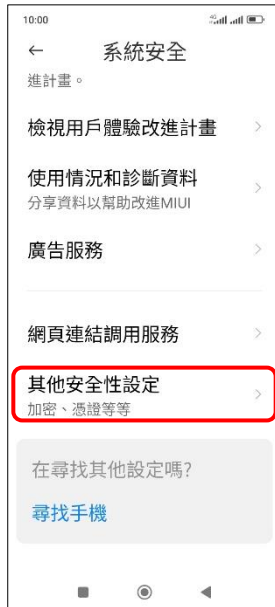 10:00
4G
系統安全
進計畫。
檢視用戶體驗改進計畫
使用情況和診斷資料
分享資料以幫助改進MIUI
廣告服務
網頁連結調用服務
其他安全性設定
加密、憑證等等
在尋找其他設定嗎?
尋找手機